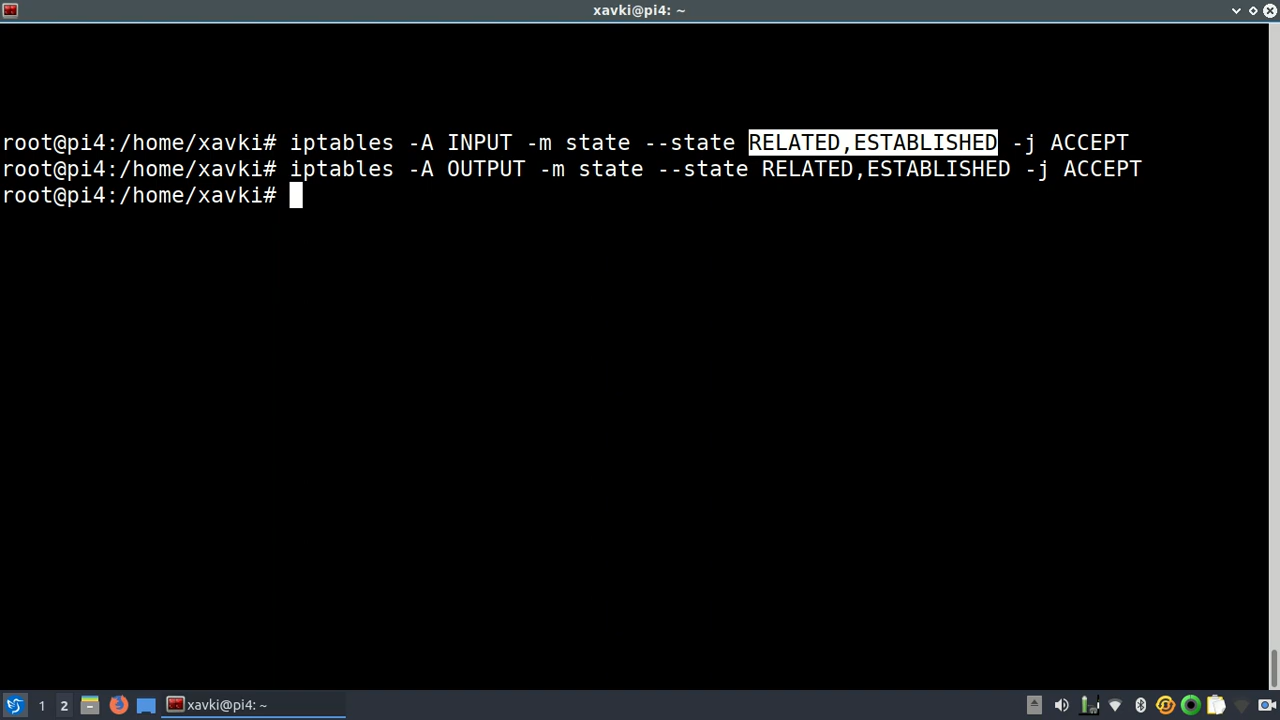 xavki@pi4: ~
root@pi4:/home/xavki# iptables -A INPUT -m state --state RELATED,ESTABLISHED -j ACCEPT
root@pi4:/home/xavki# iptables -A OUTPUT -m state --state RELATED,ESTABLISHED -j ACCEPT
root@pi4:/home/xavki#
1 2 xavki@pi4: ~